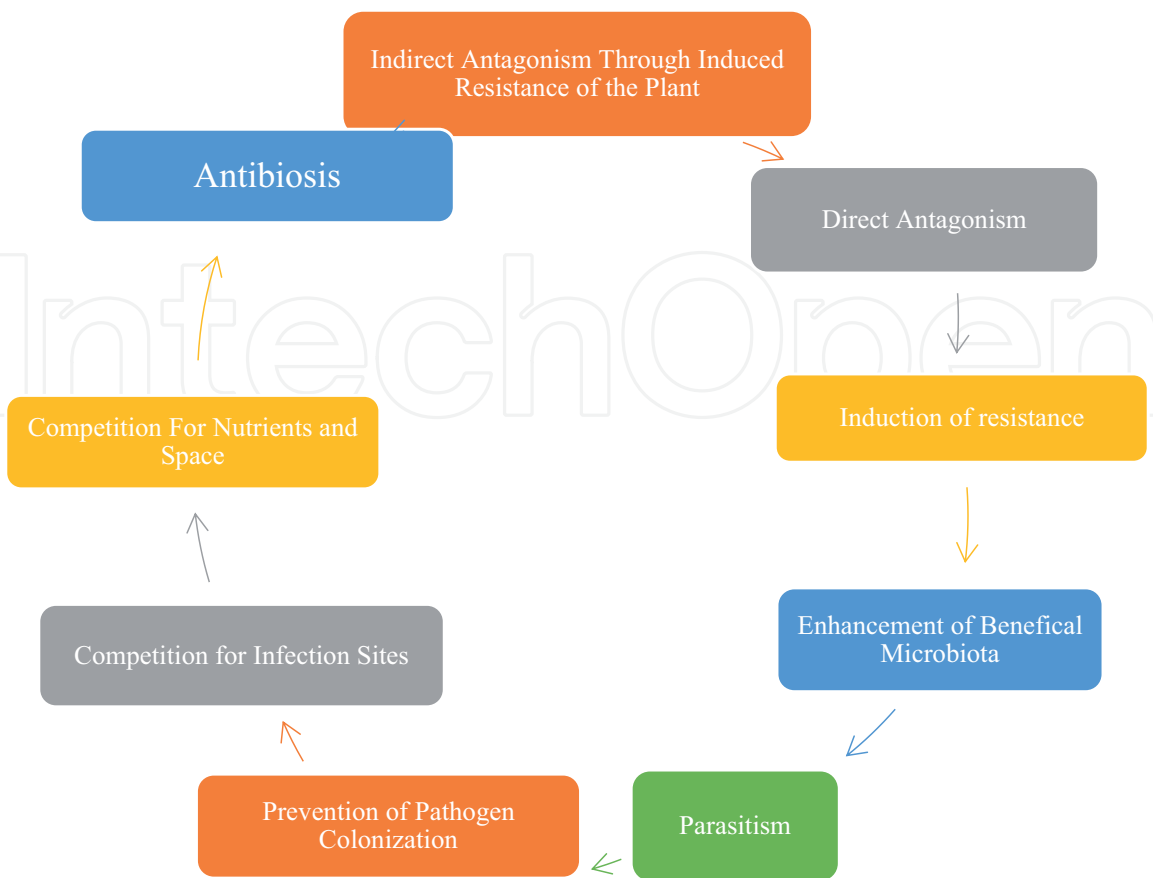 Indirect Antagonism Through Induced
Resistance of the Plant
Antibiosis
Direct Antagonism
IntechOpen
Competition For Nutrients and
Space
Induction of resistance
Enhancement of Benefical
Microbiota
Competition for Infection Sites
Prevention of Pathogen
Colonization
Parasitism